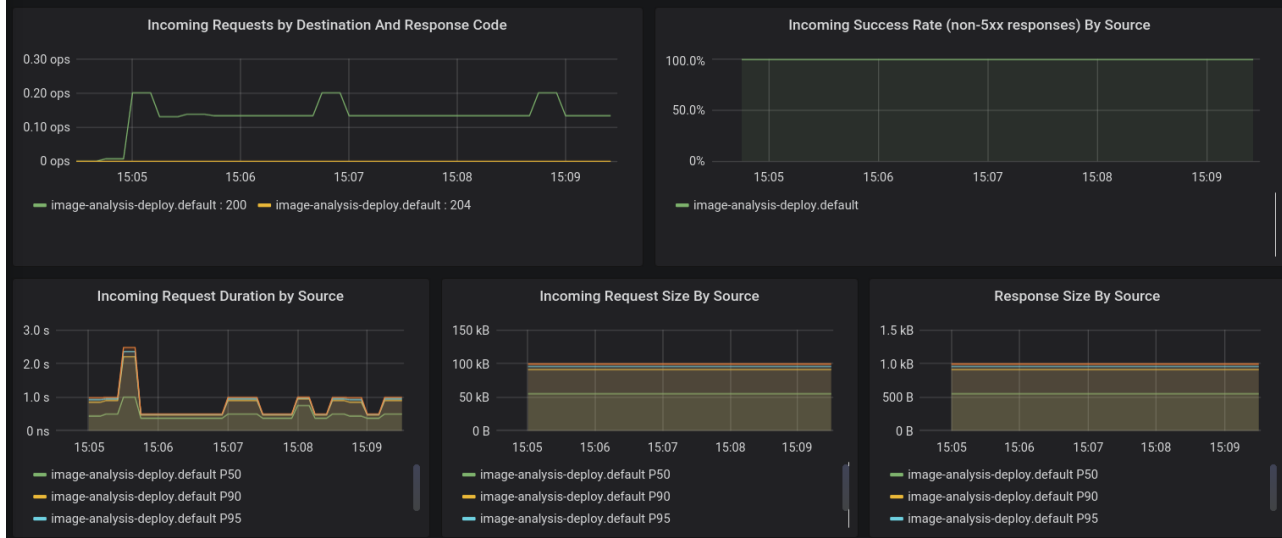 Incoming Requests by Destination And Response Code
0.30 ops
0.20 ops
0.10 ops
0 ops
15:05 15:06 15:07 15:08 15:09
image-analysis-deploy.default : 200 image-analysis-deploy.default : 204
Incoming Success Rate (non-5xx responses) By Source
100.0%
50.0%
0%
15:05 15:06 15:07 15:08 15:09
image-analysis-deploy.default
Incoming Request Duration by Source
3.0 s
2.0 s
1.0 s
0 ns
15:05 15:06 15:07 15:08 15:09
image-analysis-deploy.default P50
image-analysis-deploy.default P90
image-analysis-deploy.default P95
Incoming Request Size By Source
150 kB
100 kB
50 kB
0 B
15:05 15:06 15:07 15:08 15:09
image-analysis-deploy.default P50
image-analysis-deploy.default P90
image-analysis-deploy.default P95
Response Size By Source
1.5 kB
1.0 kB
500 B
0 B
15:05 15:06 15:07 15:08 15:09
image-analysis-deploy.default P50
image-analysis-deploy.default P90
image-analysis-deploy.default P95